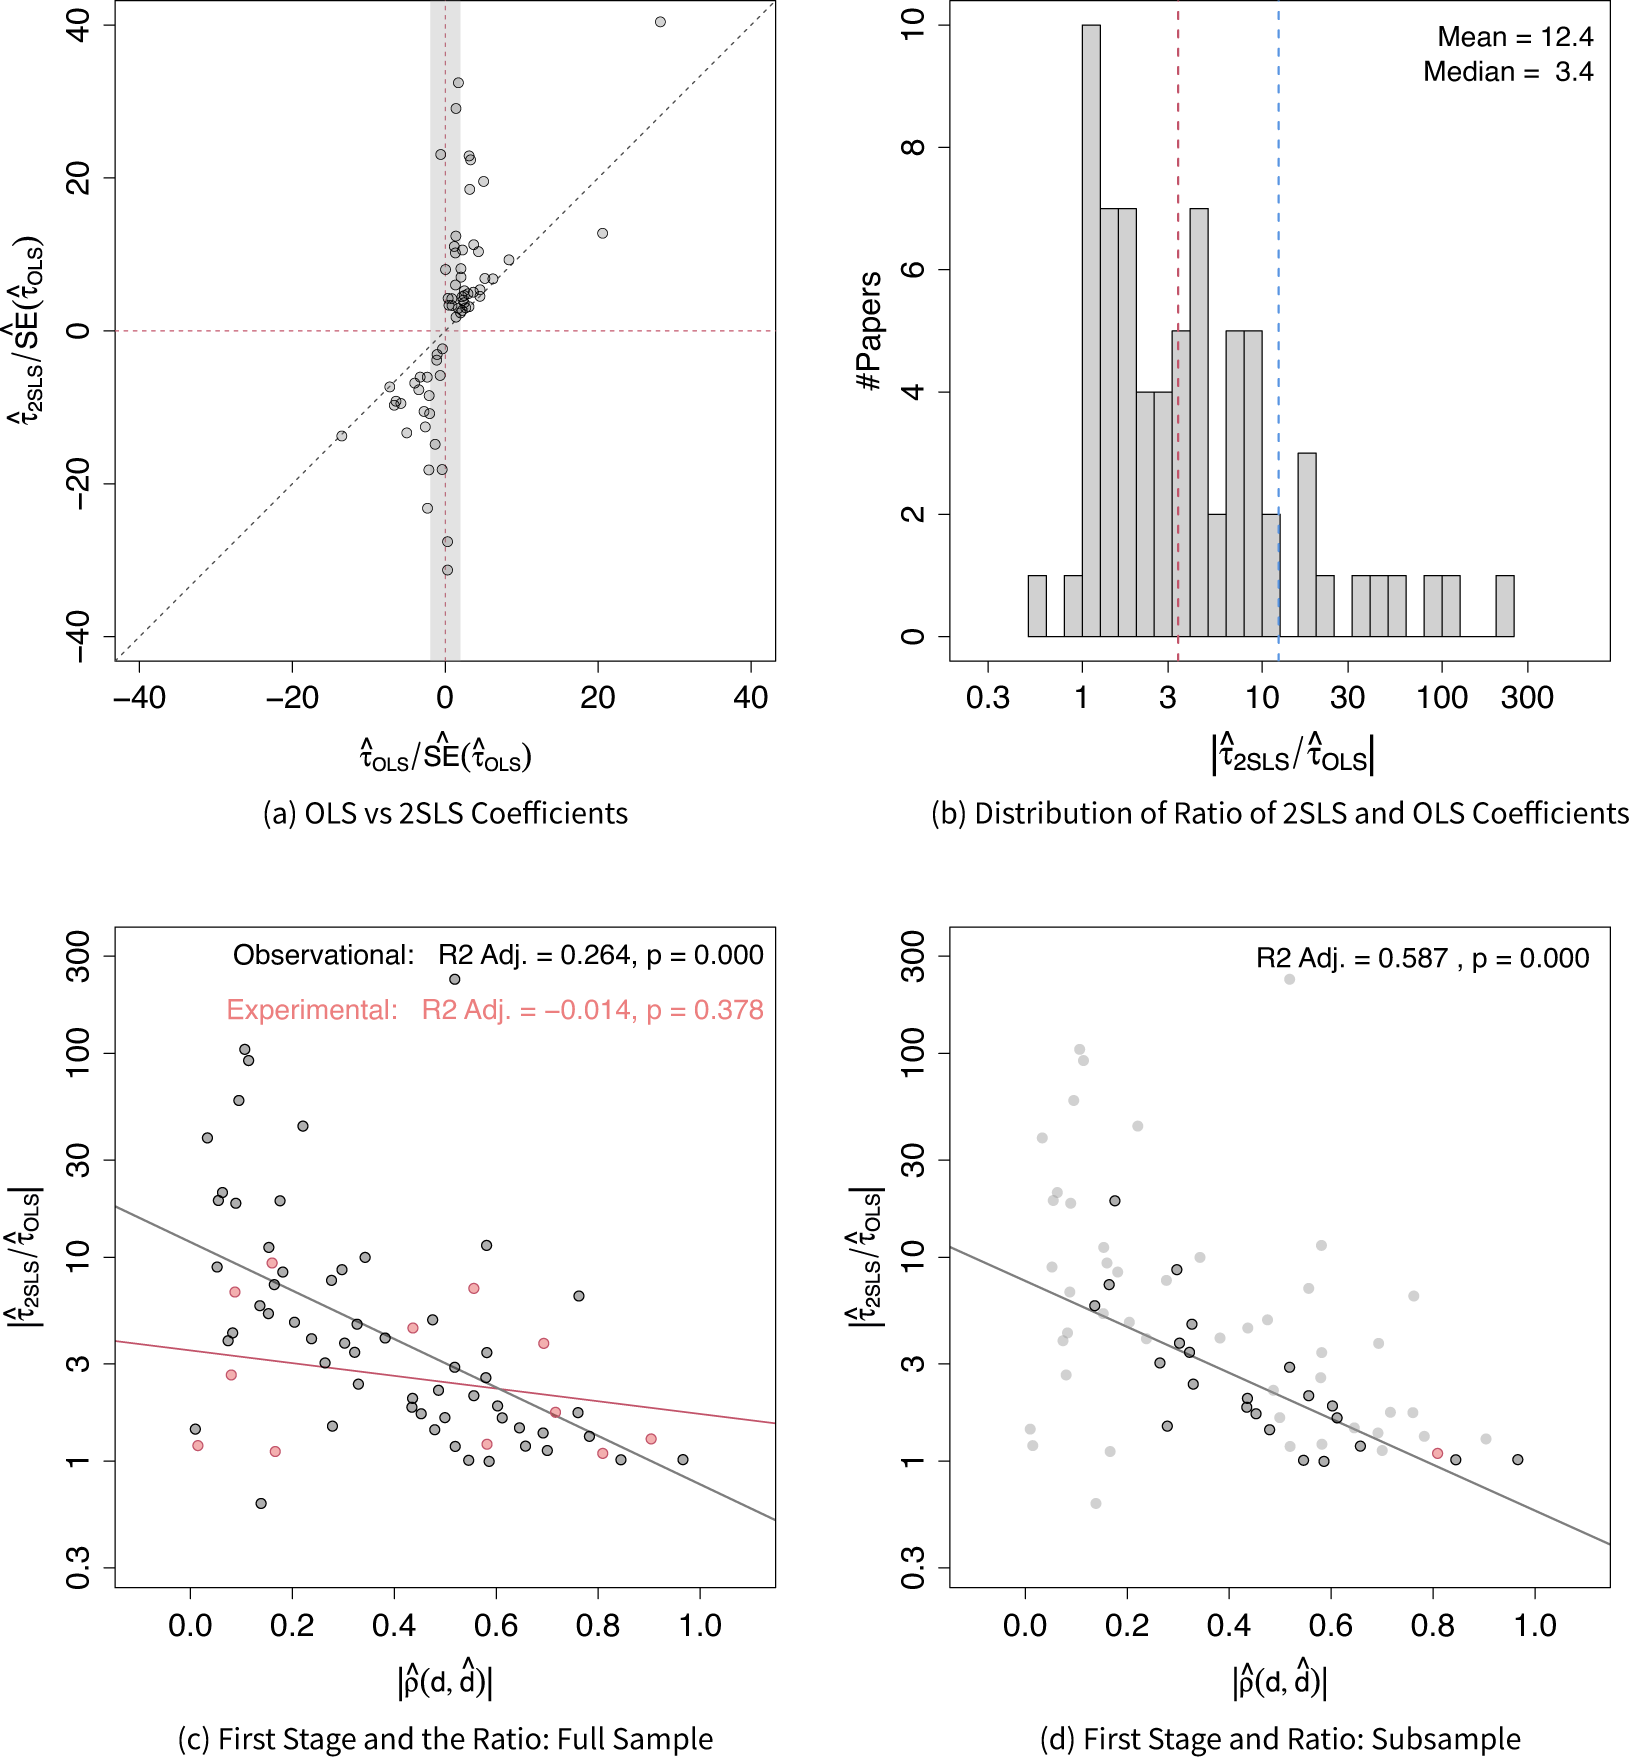 40
20
0
−20
−40
τ̂2SLS/SÊ(τ̂OLS)
−40 −20 0 20 40
τ̂OLS/SÊ(τ̂OLS)
(a) OLS vs 2SLS Coefficients
Mean = 12.4
Median = 3.4
10
8
6
4
2
0
#Papers
0.3 1 3 10 30 100 300
|τ̂2SLS/τ̂OLS|
(b) Distribution of Ratio of 2SLS and OLS Coefficients
Observational: R2 Adj. = 0.264, p = 0.000
Experimental: R2 Adj. = −0.014, p = 0.378
300
100
30
10
3
1
0.3
|τ̂2SLS/τ̂OLS|
0.0 0.2 0.4 0.6 0.8 1.0
|ρ̂(d, d̂)|
(c) First Stage and the Ratio: Full Sample
R2 Adj. = 0.587 , p = 0.000
300
100
30
10
3
1
0.3
|τ̂2SLS/τ̂OLS|
0.0 0.2 0.4 0.6 0.8 1.0
|ρ̂(d, d̂)|
(d) First Stage and Ratio: Subsample